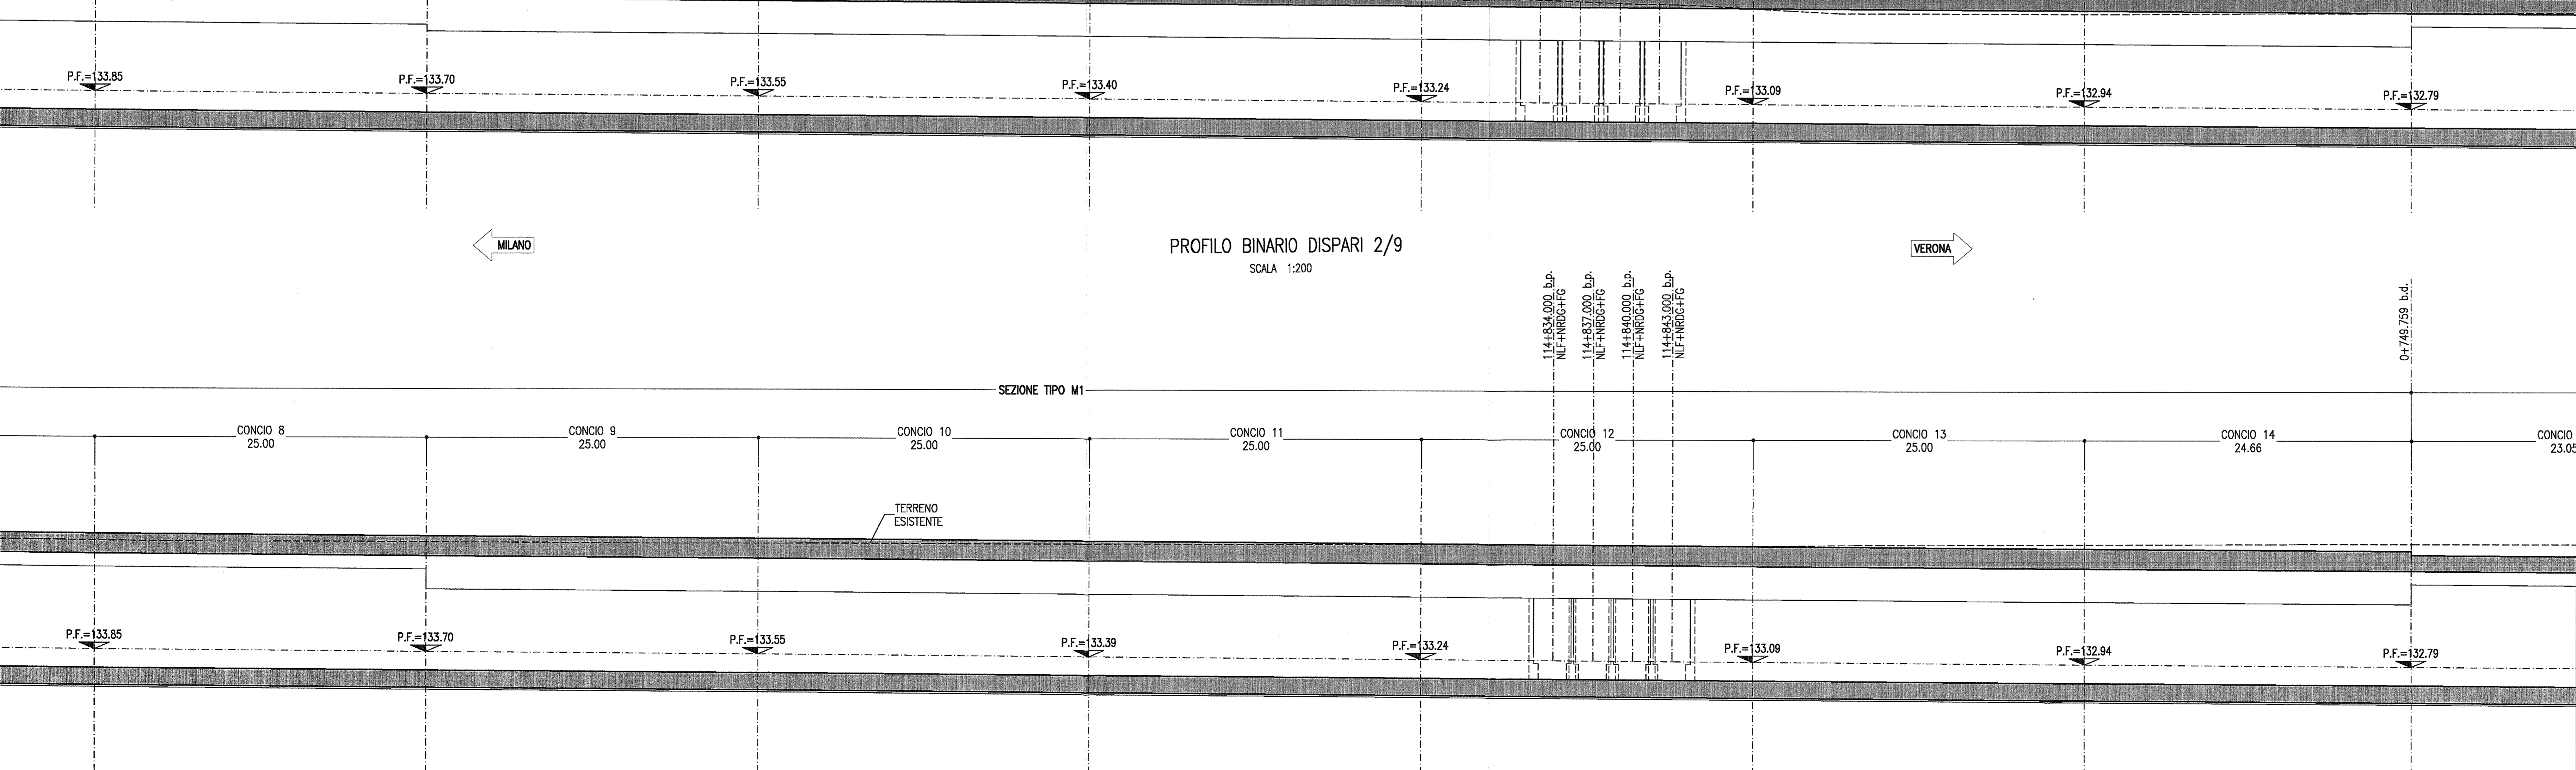 P.F.=133.85
P.F.=133.70
P.F.=133.55
P.F.=133.40
P.F.=133.24
P.F.=133.09
P.F.=132.94
P.F.=132.79
MILANO
PROFILO BINARIO DISPARI 2/9
SCALA 1:200
VERONA
114+834.000 b.p.
NLF+NRDG+FG
114+837.000 b.p.
NLF+NRDG+FG
114+840.000 b.p.
NLF+NRDG+FG
114+843.000 b.p.
NLF+NRDG+FG
0+749.759 b.d.
SEZIONE TIPO M1
CONCIO 8
25.00
CONCIO 9
25.00
CONCIO 10
25.00
CONCIO 11
25.00
CONCIO 12
25.00
CONCIO 13
25.00
CONCIO 14
24.66
CONCIO
23.05
TERRENO
ESISTENTE
P.F.=133.85
P.F.=133.70
P.F.=133.55
P.F.=133.39
P.F.=133.24
P.F.=133.09
P.F.=132.94
P.F.=132.79